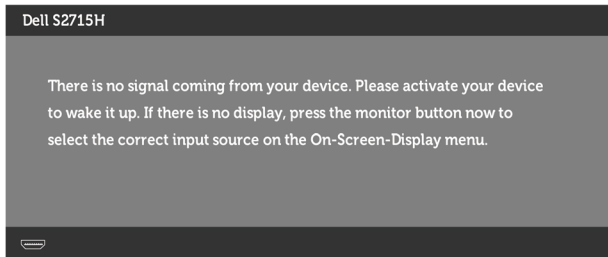 Dell S2715H
There is no signal coming from your device. Please activate your device
to wake it up. If there is no display, press the monitor button now to
select the correct input source on the On-Screen-Display menu.